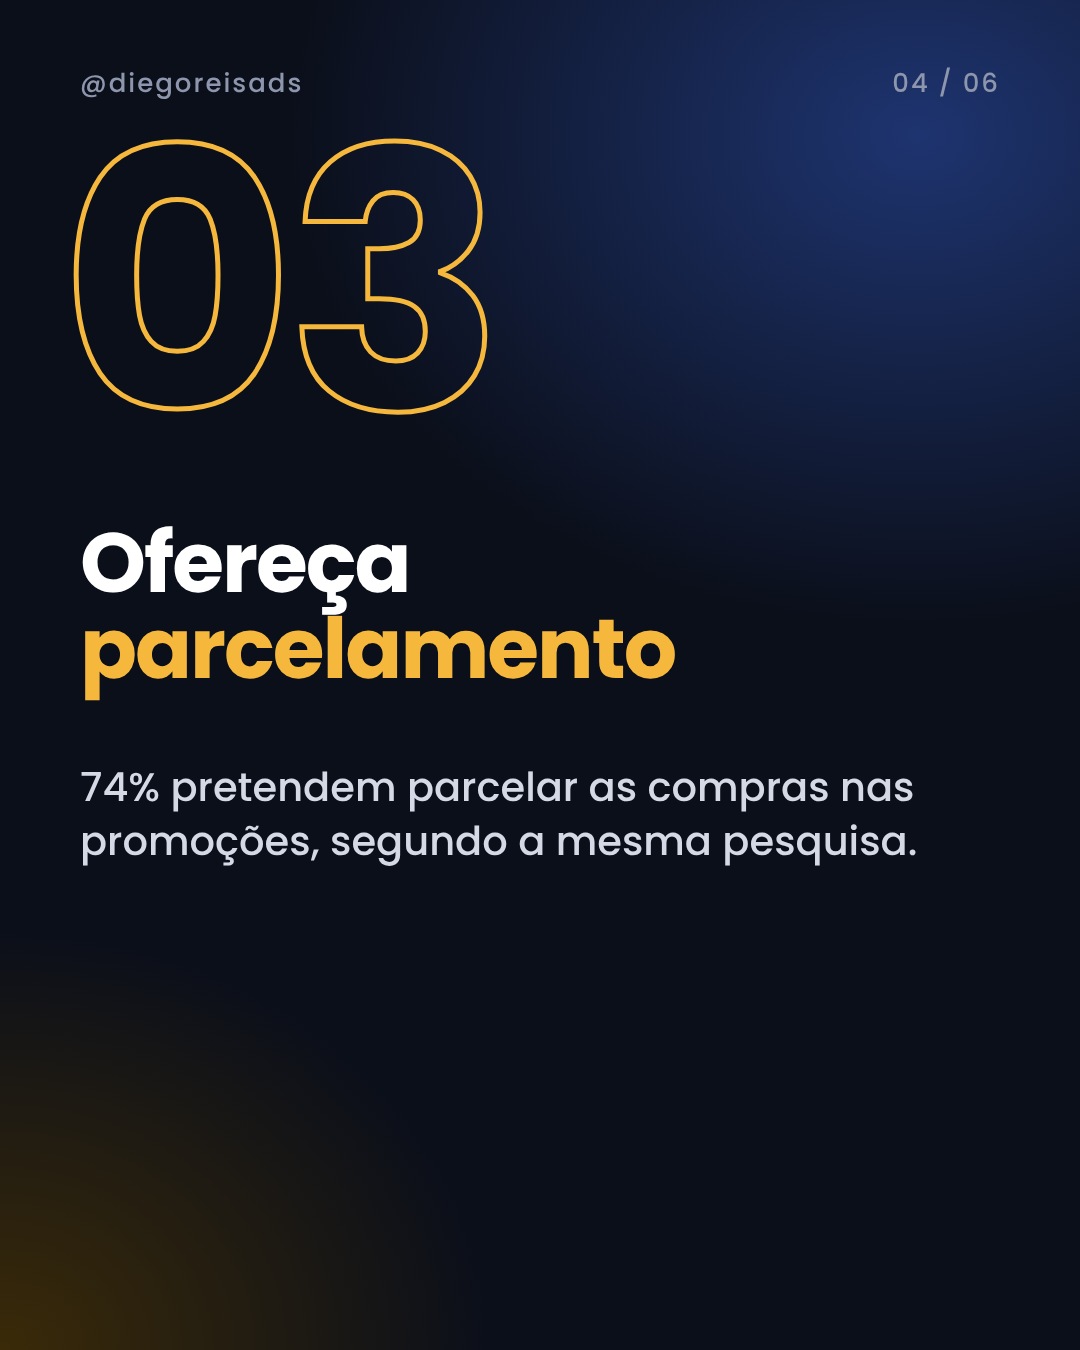 @diegoreisads
04 / 06
03
Ofereça
parcelamento
74% pretendem parcelar as compras nas
promoções, segundo a mesma pesquisa.